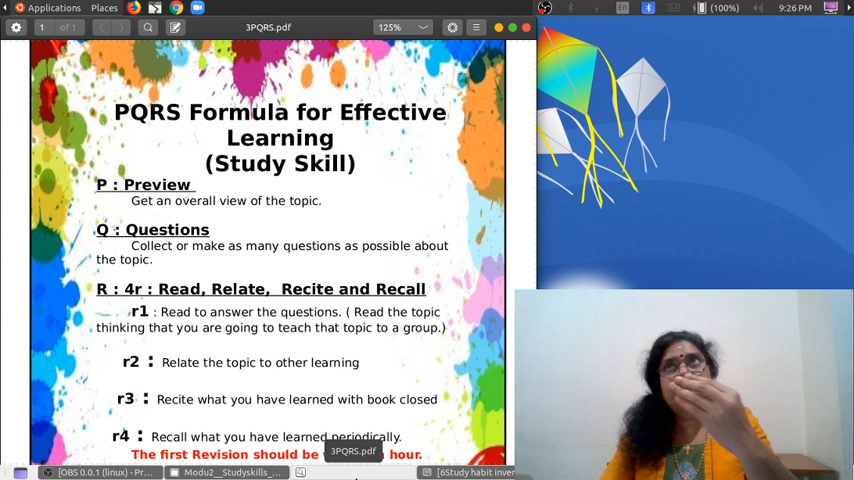 Applications Places En (100%) 9:26 PM
1 of 1 3PQRS.pdf 125%
PQRS Formula for Effective
Learning
(Study Skill)
P : Preview
Get an overall view of the topic.
Q : Questions
Collect or make as many questions as possible about
the topic.
R : 4r : Read, Relate, Recite and Recall
r1 : Read to answer the questions. ( Read the topic
thinking that you are going to teach that topic to a group.)
r2 : Relate the topic to other learning
r3 : Recite what you have learned with book closed
r4 : Recall what you have learned periodically.
The first Revision should be hour.
3PQRS.pdf
[OBS 0.0.1 (linux) - Pr... Modu2__Studyskills_... [6Study habit inver